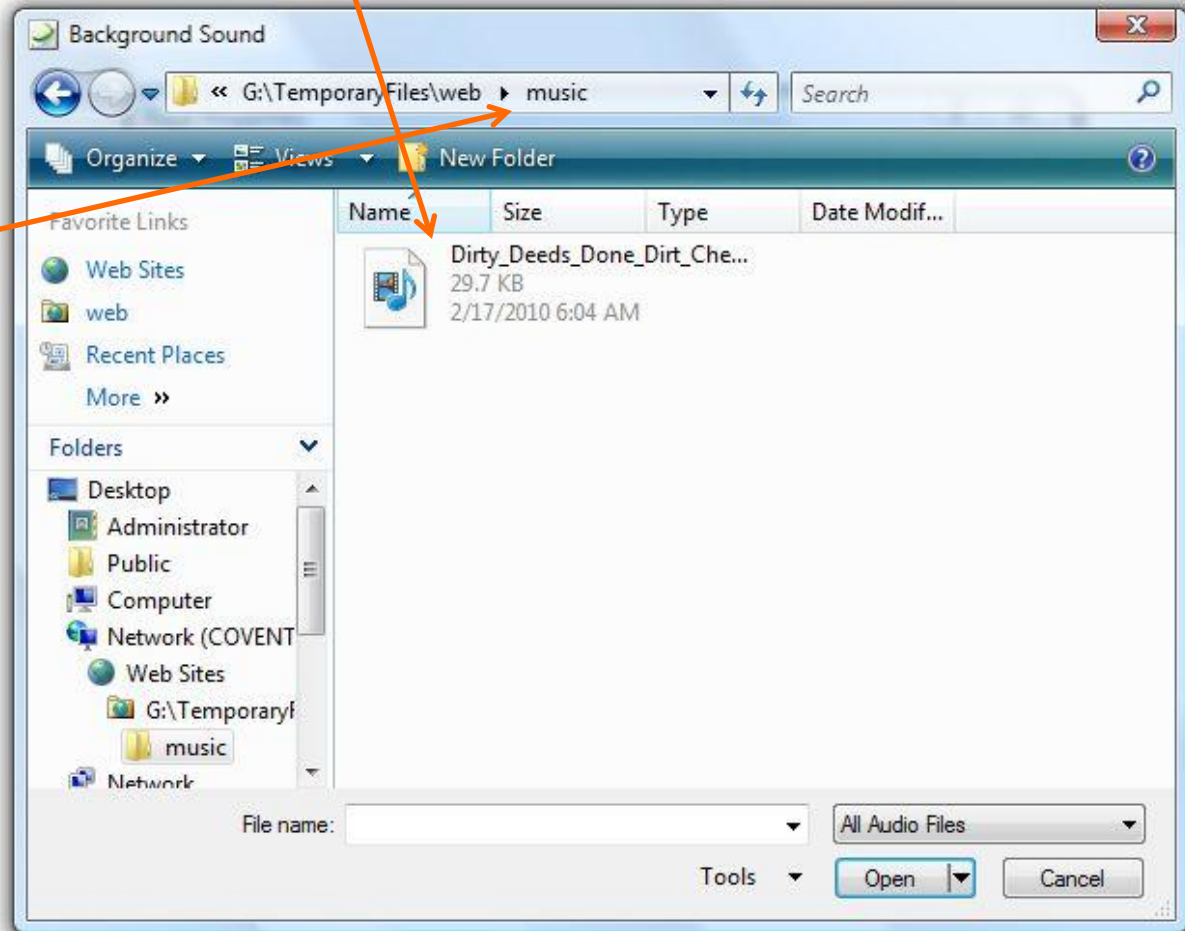 Background Sound
X
« G:\TemporaryFiles\web music
Search
Organize Views New Folder
?
Favorite Links
Web Sites
web
Recent Places
More »
Folders
Desktop
Administrator
Public
Computer
Network (COVENT
Web Sites
G:\Temporaryf
music
Network
Name Size Type Date Modif...
Dirty_Deeds_Done_Dirt_Che...
29.7 KB
2/17/2010 6:04 AM
File name:
All Audio Files
Tools Open Cancel